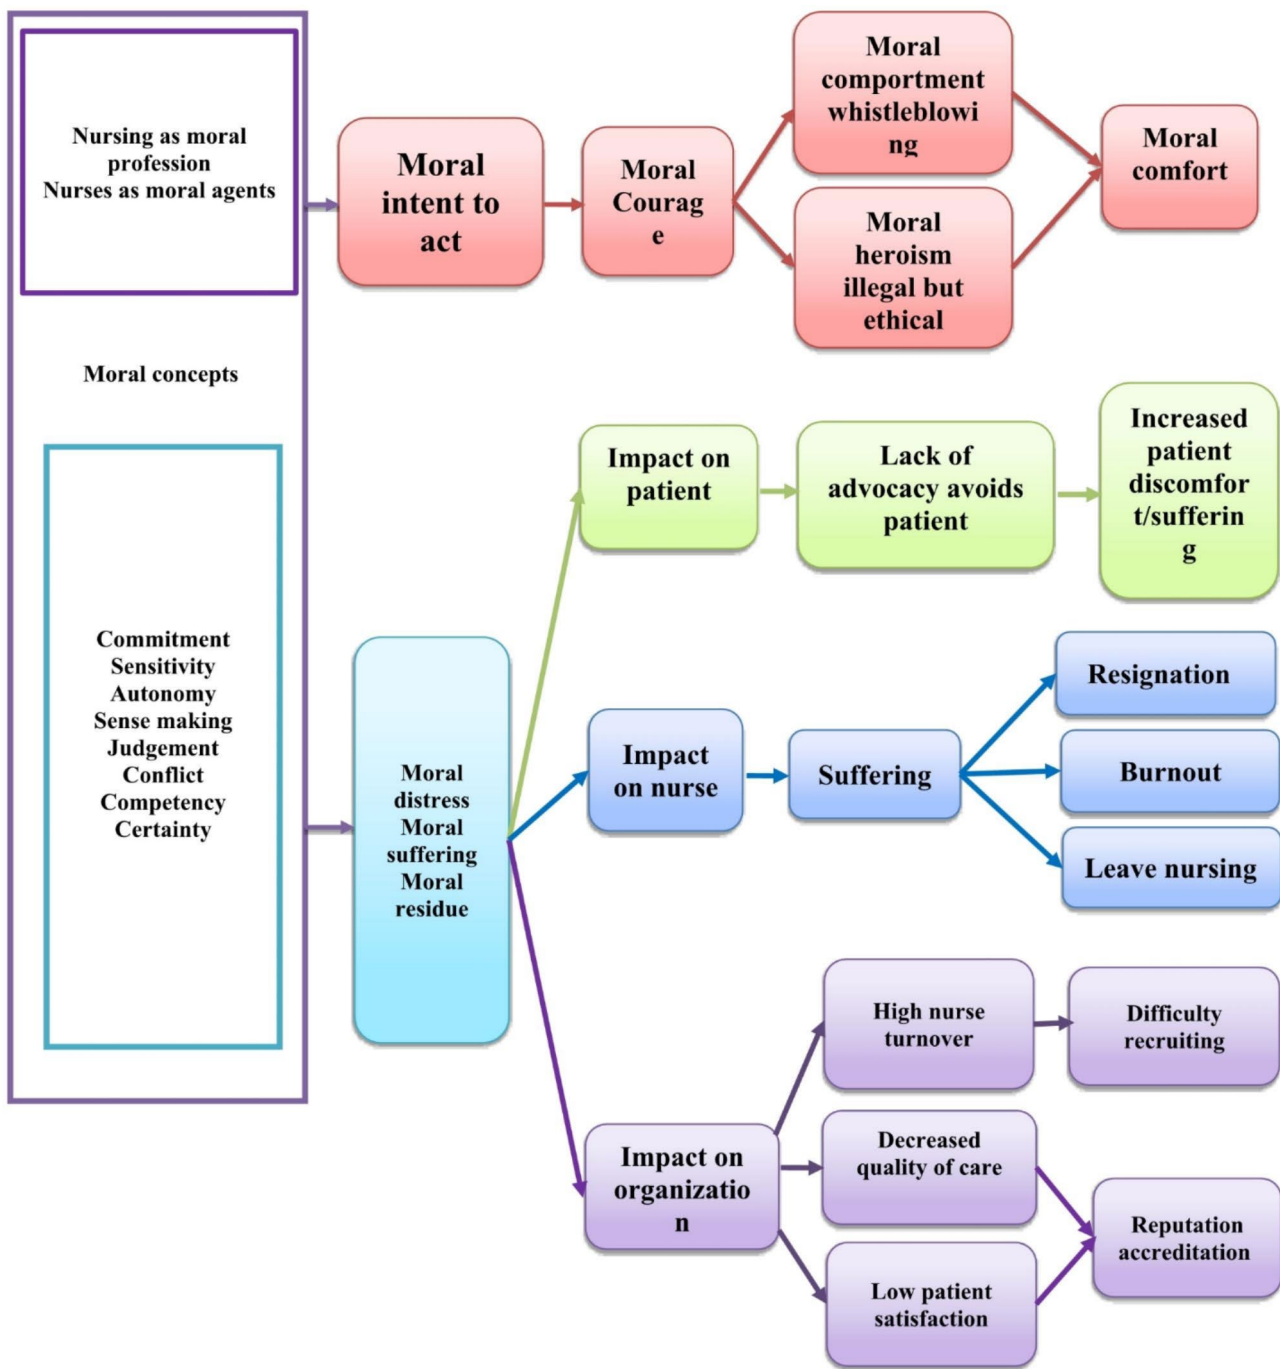 Nursing as moral
profession
Nurses as moral agents
Moral concepts
Commitment
Sensitivity
Autonomy
Sense making
Judgement
Conflict
Competency
Certainty
Moral
intent to
act
Moral
Courag
e
Moral
comportment
whistleblowi
ng
Moral
heroism
illegal but
ethical
Moral
comfort
Moral
distress
Moral
suffering
Moral
residue
Impact on
patient
Lack of
advocacy avoids
patient
Increased
patient
discomfor
t/sufferin
g
Impact
on nurse
Suffering
Resignation
Burnout
Leave nursing
Impact on
organizatio
n
High nurse
turnover
Difficulty
recruiting
Decreased
quality of care
Low patient
satisfaction
Reputation
accreditation